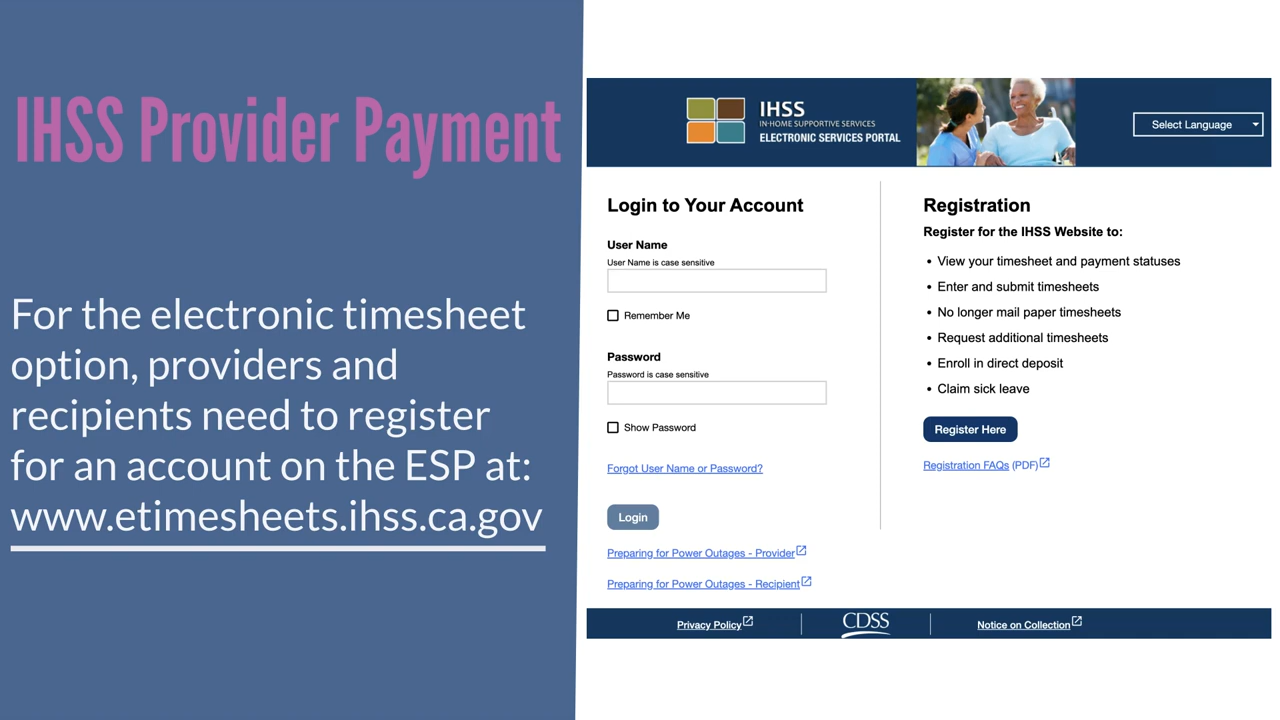 IHSS Provider Payment
For the electronic timesheet
option, providers and
recipients need to register
for an account on the ESP at:
www.etimesheets.ihss.ca.gov
IHSS
IN-HOME SUPPORTIVE SERVICES
ELECTRONIC SERVICES PORTAL
Select Language
Login to Your Account
User Name
User Name is case sensitive
Remember Me
Password
Password is case sensitive
Show Password
Forgot User Name or Password?
Login
Preparing for Power Outages - Provider
Preparing for Power Outages - Recipient
Registration
Register for the IHSS Website to:
• View your timesheet and payment statuses
• Enter and submit timesheets
• No longer mail paper timesheets
• Request additional timesheets
• Enroll in direct deposit
• Claim sick leave
Register Here
Registration FAQs (PDF)
Privacy Policy
CDSS
Notice on Collection